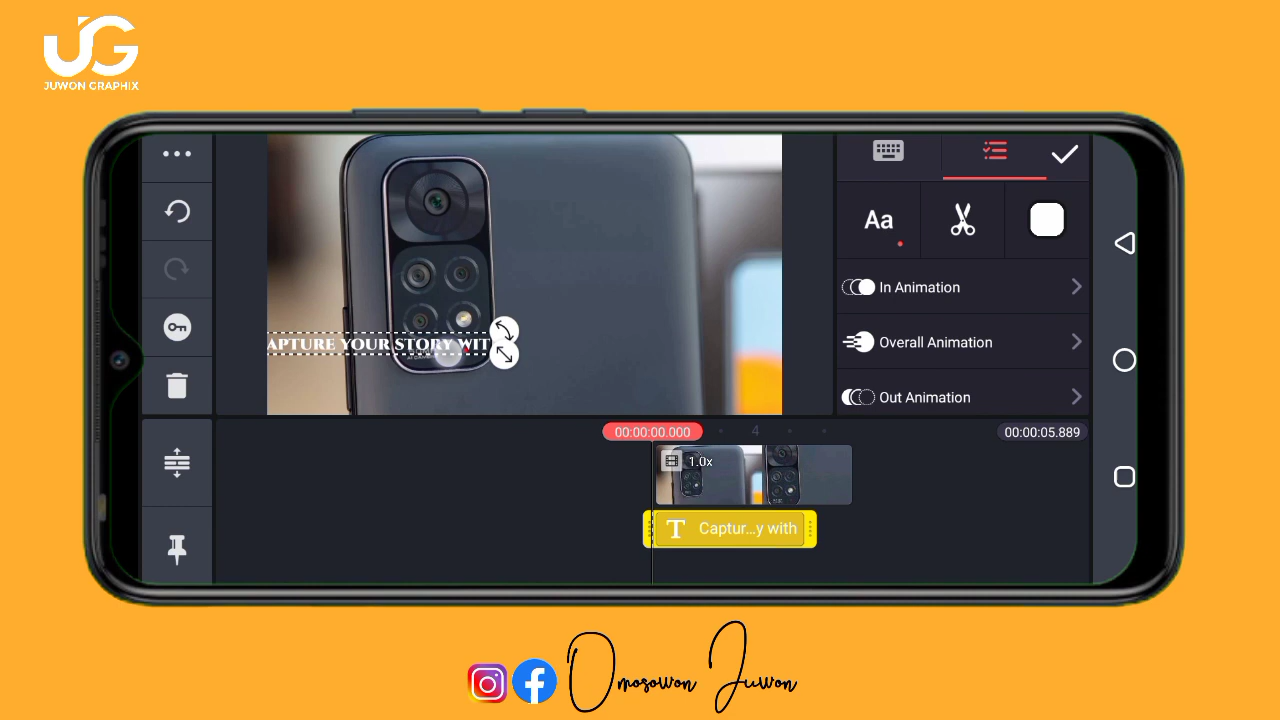 JG
JUWON GRAPHIX
APTURE YOUR STORY WIT
Aa
In Animation
Overall Animation
Out Animation
00:00:00.000
4
00:00:05.889
1.0x
T Captur...y with
Omosowon Juwon